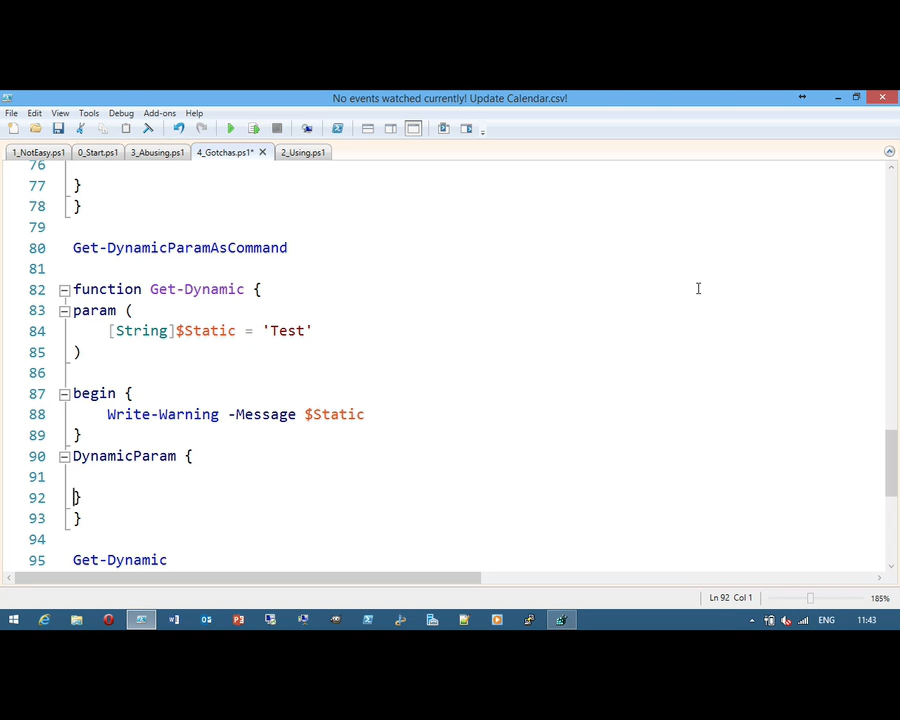 No events watched currently! Update Calendar.csv!
File Edit View Tools Debug Add-ons Help
1_NotEasy.ps1 0_Start.ps1 3_Abusing.ps1 4_Gotchas.ps1* 2_Using.ps1
76
77 }
78 }
79
80 Get-DynamicParamAsCommand
81
82 function Get-Dynamic {
83 param (
84 [String]$Static = 'Test'
85 )
86
87 begin {
88 Write-Warning -Message $Static
89 }
90 DynamicParam {
91
92 }
93 }
94
95 Get-Dynamic
Ln 92 Col 1 185%
ENG 11:43